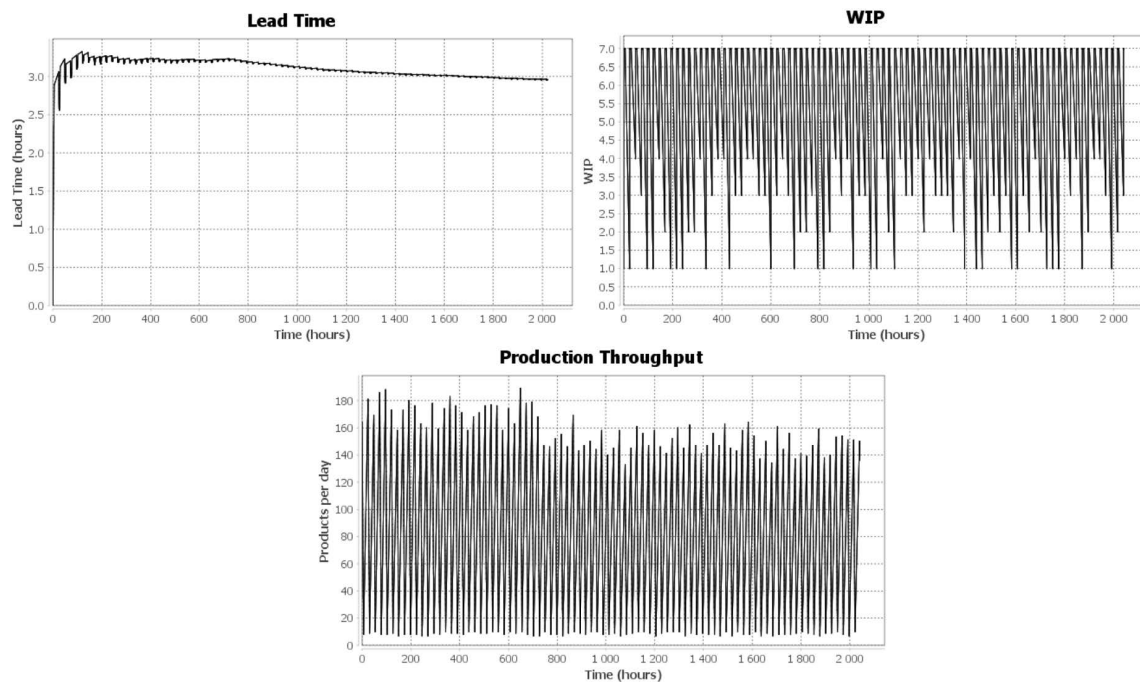 Lead Time
3.0
2.5
2.0
1.5
1.0
0.5
0.0
Lead Time (hours)
0 200 400 600 800 1 000 1 200 1 400 1 600 1 800 2 000
Time (hours)
WIP
7.0
6.5
6.0
5.5
5.0
4.5
4.0
3.5
3.0
2.5
2.0
1.5
1.0
0.5
0.0
WIP
0 200 400 600 800 1 000 1 200 1 400 1 600 1 800 2 000
Time (hours)
Production Throughput
180
160
140
120
100
80
60
40
20
0
Products per day
0 200 400 600 800 1 000 1 200 1 400 1 600 1 800 2 000
Time (hours)